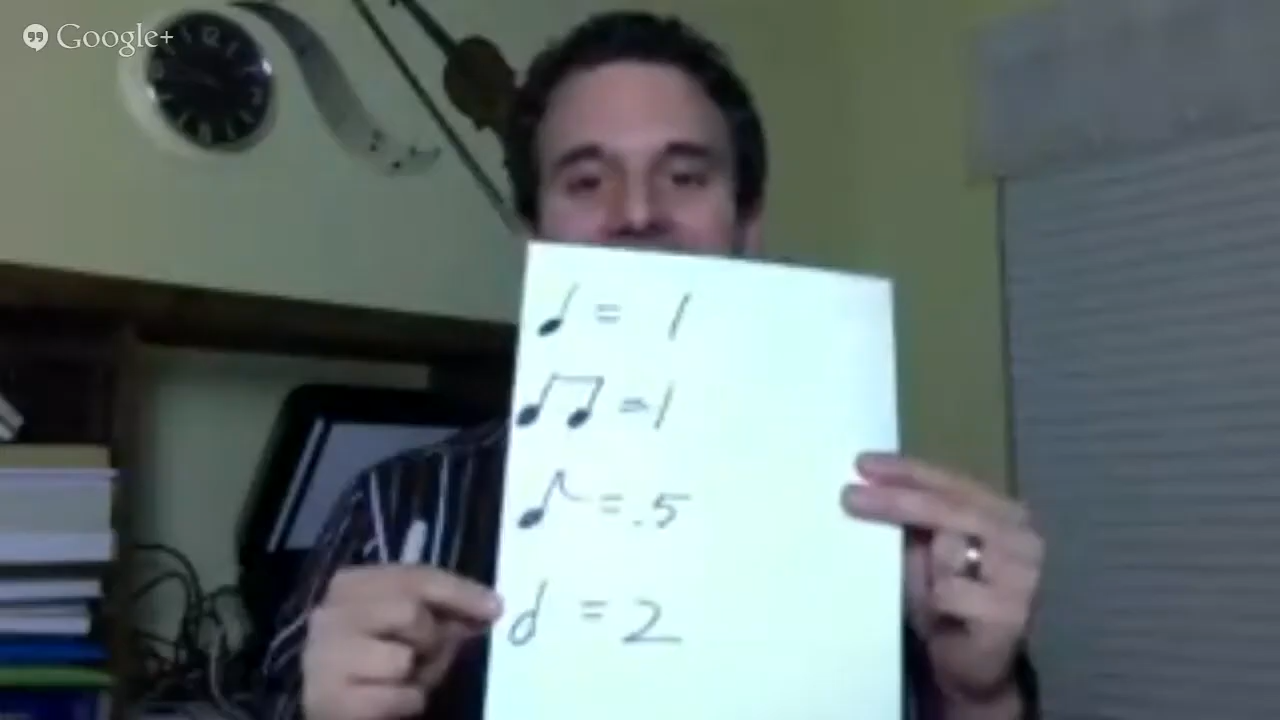 Google+
♩ = 1
♫ = 1
♪ = .5
𝅗𝅥 = 2